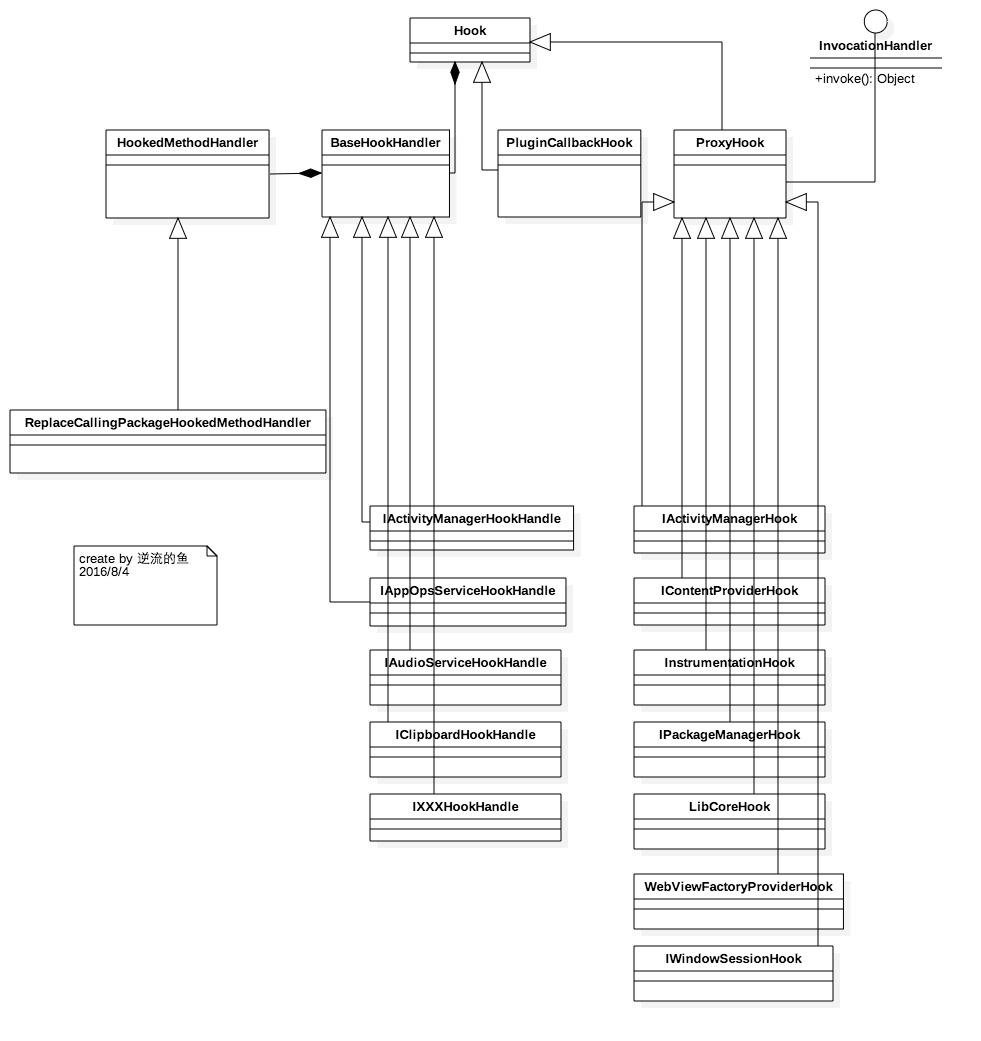 Hook
InvocationHandler
+invoke(): Object
HookedMethodHandler
BaseHookHandler
PluginCallbackHook
ProxyHook
ReplaceCallingPackageHookedMethodHandler
IActivityManagerHookHandle
IActivityManagerHook
create by 逆流的鱼
2016/8/4
IAppOpsServiceHookHandle
IContentProviderHook
IAudioServiceHookHandle
InstrumentationHook
IClipboardHookHandle
IPackageManagerHook
IXXXHookHandle
LibCoreHook
WebViewFactoryProviderHook
IWindowSessionHook